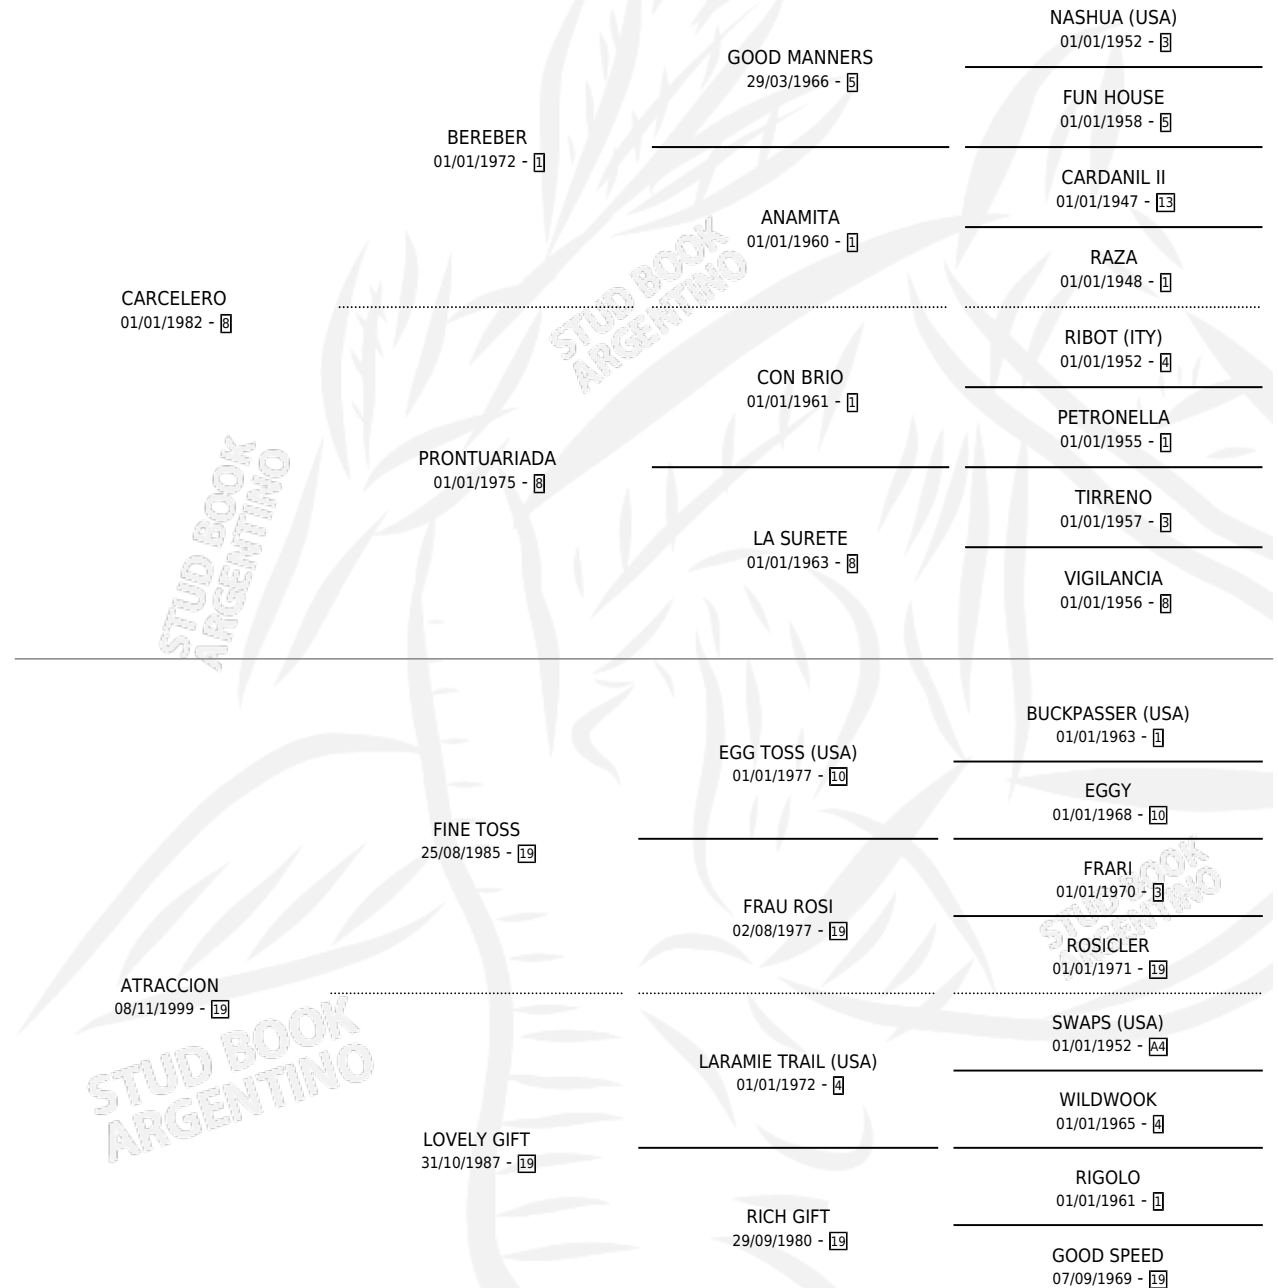 NASHUA (USA)
01/01/1952 - 3
GOOD MANNERS
29/03/1966 - 5
FUN HOUSE
01/01/1958 - 5
BEREBER
01/01/1972 - 1
CARDANIL II
01/01/1947 - 13
ANAMITA
01/01/1960 - 1
RAZA
01/01/1948 - 1
CARCELERO
01/01/1982 - 8
RIBOT (ITY)
01/01/1952 - 4
CON BRIO
01/01/1961 - 1
PETRONELLA
01/01/1955 - 1
PRONTUARIADA
01/01/1975 - 8
TIRRENO
01/01/1957 - 3
LA SURETE
01/01/1963 - 8
VIGILANCIA
01/01/1956 - 8
BUCKPASSER (USA)
01/01/1963 - 1
EGG TOSS (USA)
01/01/1977 - 10
EGGY
01/01/1968 - 10
FINE TOSS
25/08/1985 - 19
FRARI
01/01/1970 - 3
FRAU ROSI
02/08/1977 - 19
ROSICLER
01/01/1971 - 19
ATRACCION
08/11/1999 - 19
SWAPS (USA)
01/01/1952 - A4
LARAMIE TRAIL (USA)
01/01/1972 - 4
WILDWOOK
01/01/1965 - 4
LOVELY GIFT
31/10/1987 - 19
RIGOLO
01/01/1961 - 1
RICH GIFT
29/09/1980 - 19
GOOD SPEED
07/09/1969 - 19
STUD BOOK
ARGENTINO
STUD BOOK
ARGENTINO
STUD BOOK
ARGENTINO
STUD BOOK
ARGENTINO